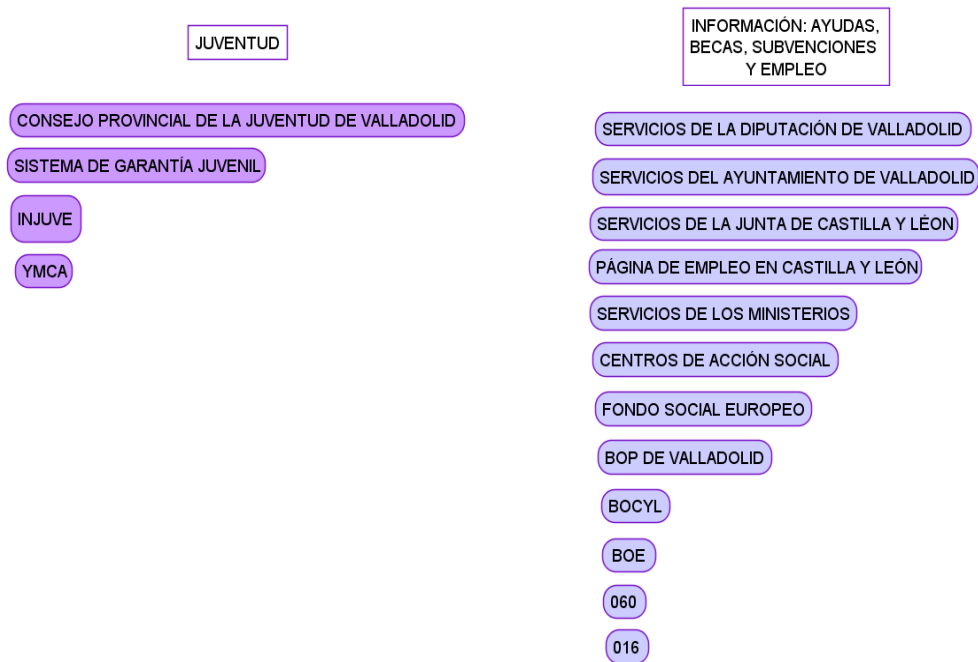 JUVENTUD
CONSEJO PROVINCIAL DE LA JUVENTUD DE VALLADOLID
SISTEMA DE GARANTÍA JUVENIL
INJUVE
YMCA
INFORMACIÓN: AYUDAS,
BECAS, SUBVENCIONES
Y EMPLEO
SERVICIOS DE LA DIPUTACIÓN DE VALLADOLID
SERVICIOS DEL AYUNTAMIENTO DE VALLADOLID
SERVICIOS DE LA JUNTA DE CASTILLA Y LÉON
PÁGINA DE EMPLEO EN CASTILLA Y LEÓN
SERVICIOS DE LOS MINISTERIOS
CENTROS DE ACCIÓN SOCIAL
FONDO SOCIAL EUROPEO
BOP DE VALLADOLID
BOCYL
BOE
060
016